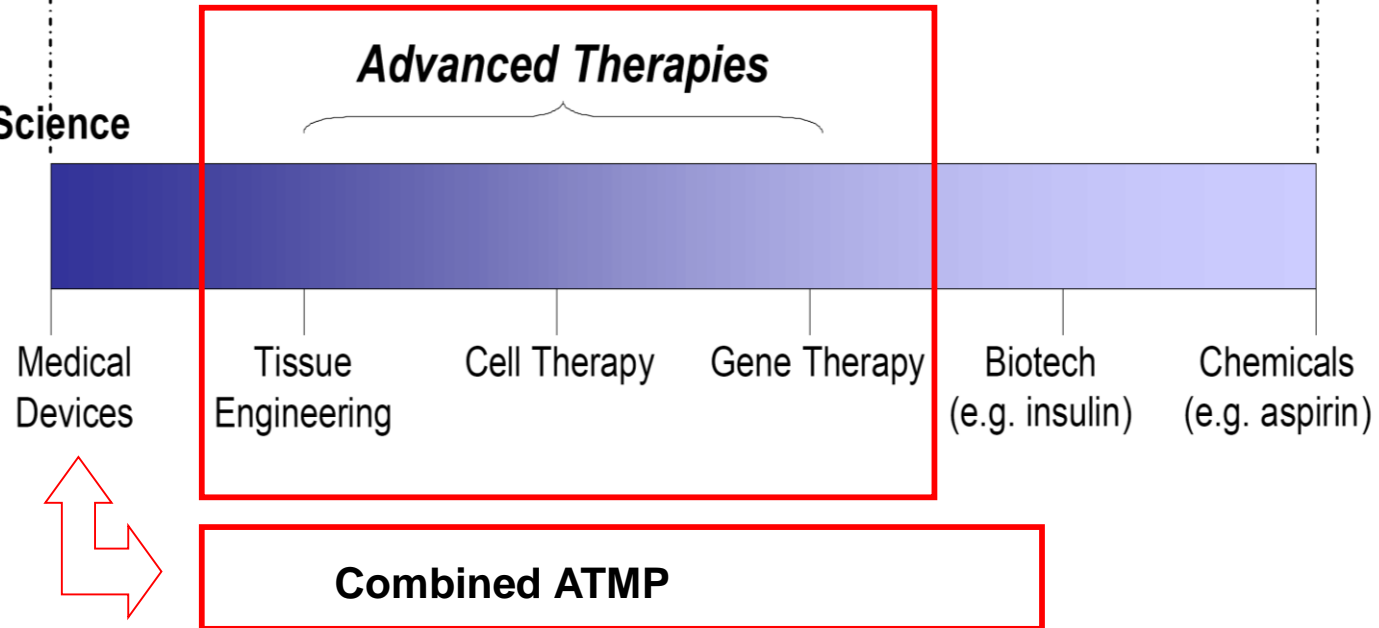 Advanced Therapies
Science
Medical
Devices
Tissue
Engineering
Cell Therapy
Gene Therapy
Biotech
(e.g. insulin)
Chemicals
(e.g. aspirin)
Combined ATMP